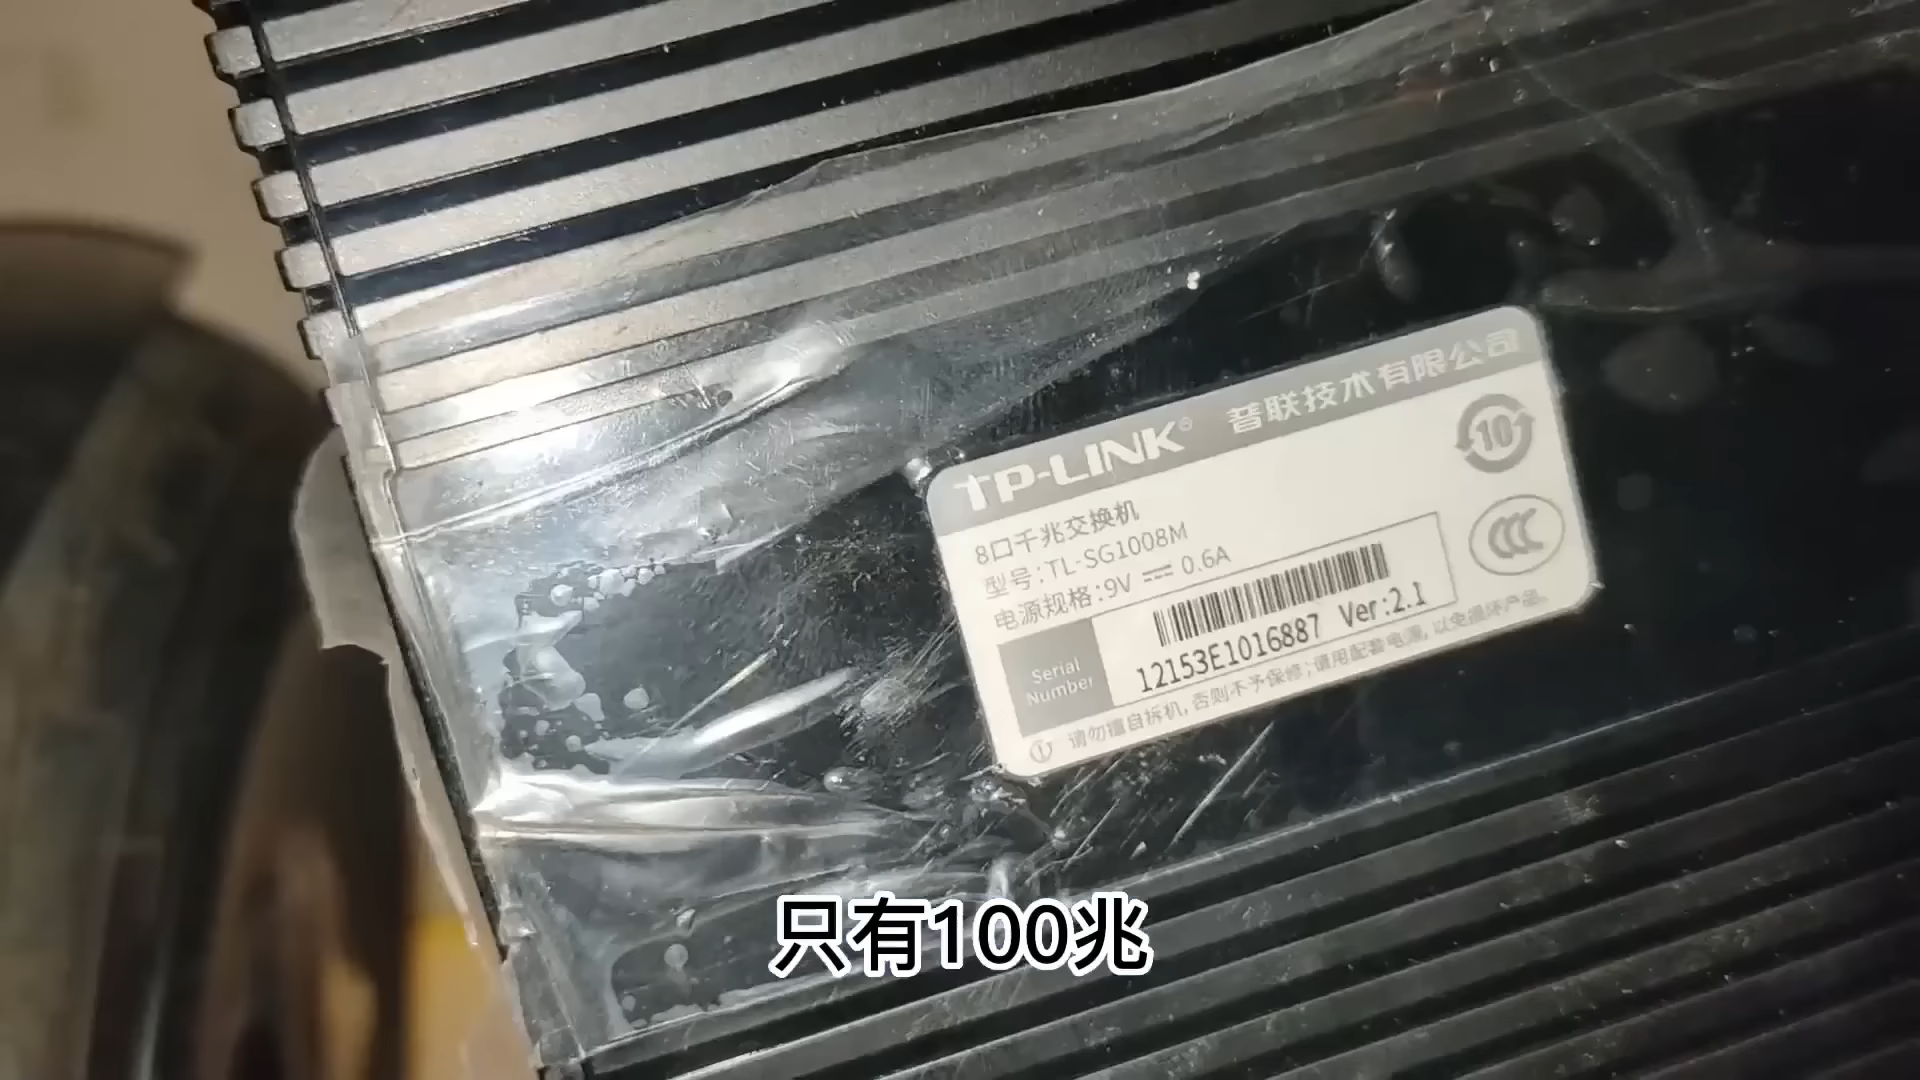 TP-LINK® 普联技术有限公司
10
8口千兆交换机
型号:TL-SG1008M
电源规格:9V ⎓ 0.6A
CCC
Serial Number
12153E1016887 Ver:2.1
请勿擅自拆机,否则不予保修;请用配套电源,以免损坏产品。
只有100兆